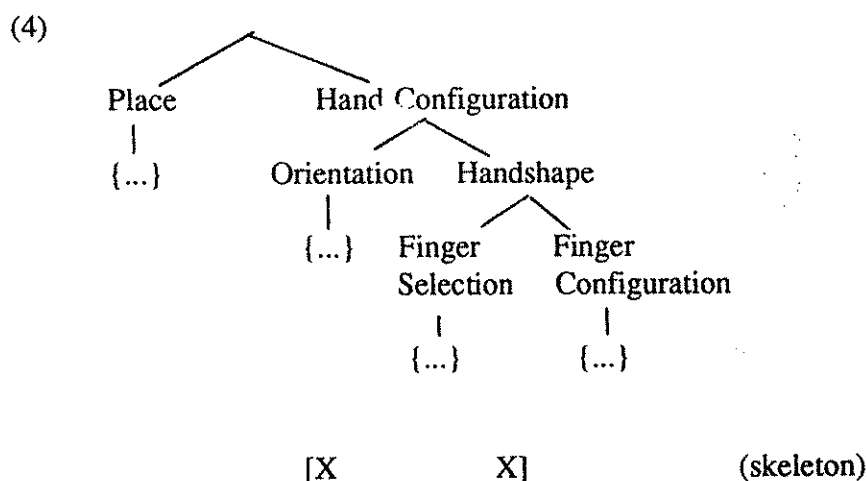 (4)
Place Hand Configuration
{...} Orientation Handshape
{...} Finger Finger
Selection Configuration
{...} {...}
[X X] (skeleton)